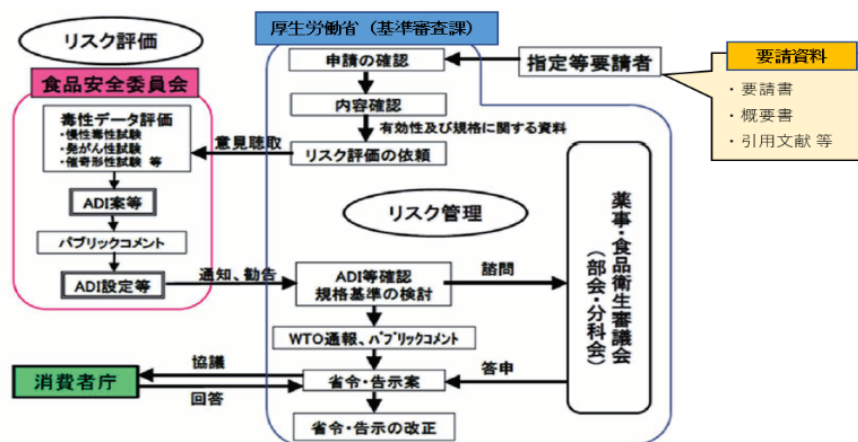 リスク評価
厚生労働省（基準審査課）
食品安全委員会
申請の確認
指定等要請者
要請資料
・要請書
・概要書
・引用文献 等
毒性データ評価
・慢性毒性試験
・発がん性試験
・催奇形性試験 等
内容確認
有効性及び規格に関する資料
意見聴取
リスク評価の依頼
ADI案等
リスク管理
パブリックコメント
ADI設定等
通知、勧告
ADI等確認
規格基準の検討
諮問
薬事・食品衛生審議会
（部会・分科会）
WTO通報、ﾊﾟﾌﾞﾘｯｸｺﾒﾝﾄ
消費者庁
協議
回答
省令・告示案
答申
省令・告示の改正